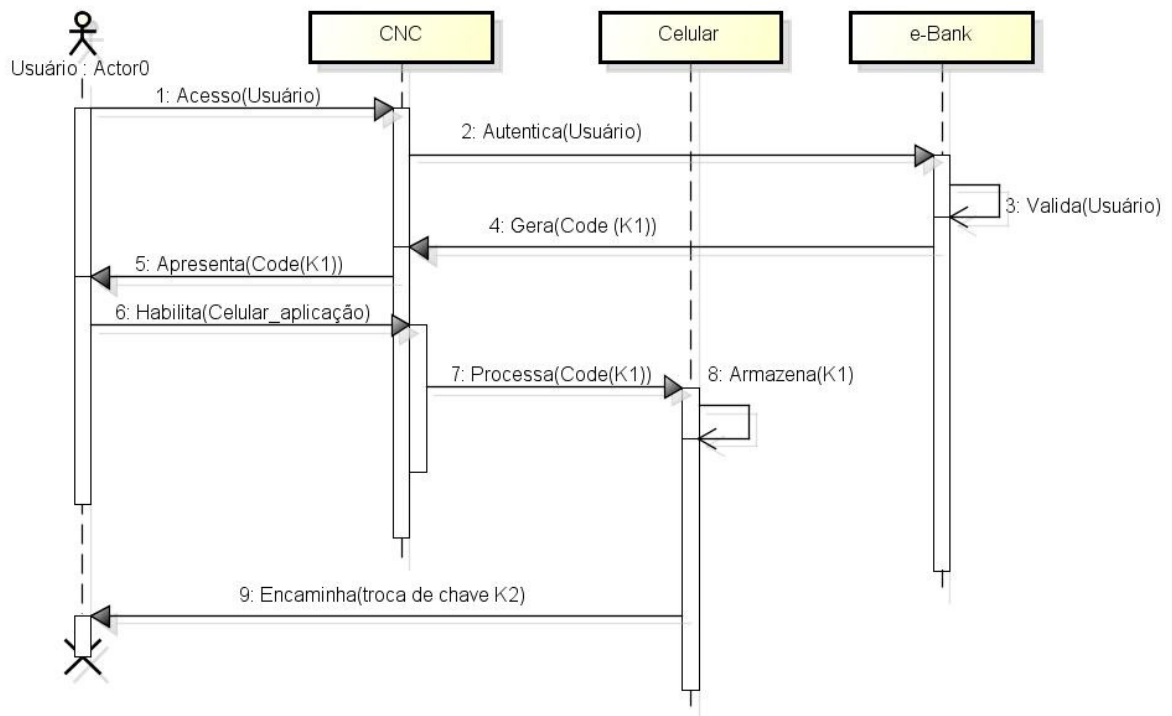 CNC
Celular
e-Bank
Usuário : Actor0
1: Acesso(Usuário)
2: Autentica(Usuário)
3: Valida(Usuário)
4: Gera(Code (K1))
5: Apresenta(Code(K1))
6: Habilita(Celular_aplicação)
7: Processa(Code(K1))
8: Armazena(K1)
9: Encaminha(troca de chave K2)